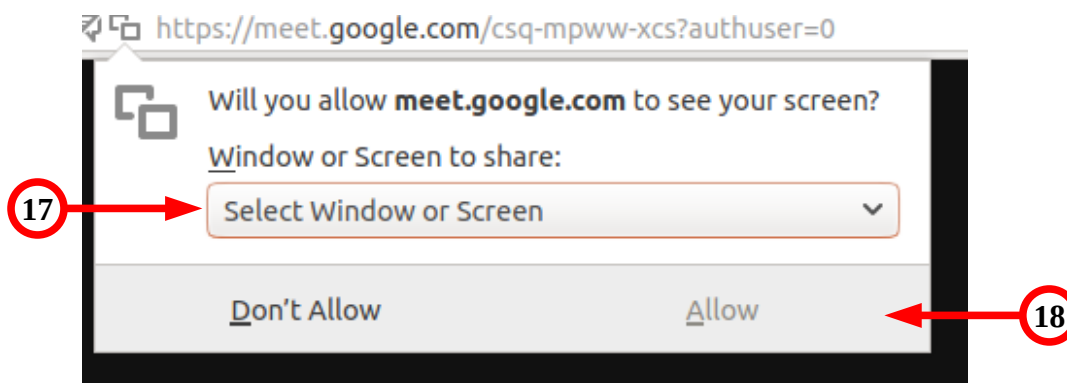 https://meet.google.com/csq-mpww-xcs?authuser=0
Will you allow meet.google.com to see your screen?
Window or Screen to share:
17
Select Window or Screen
Don't Allow
Allow
18